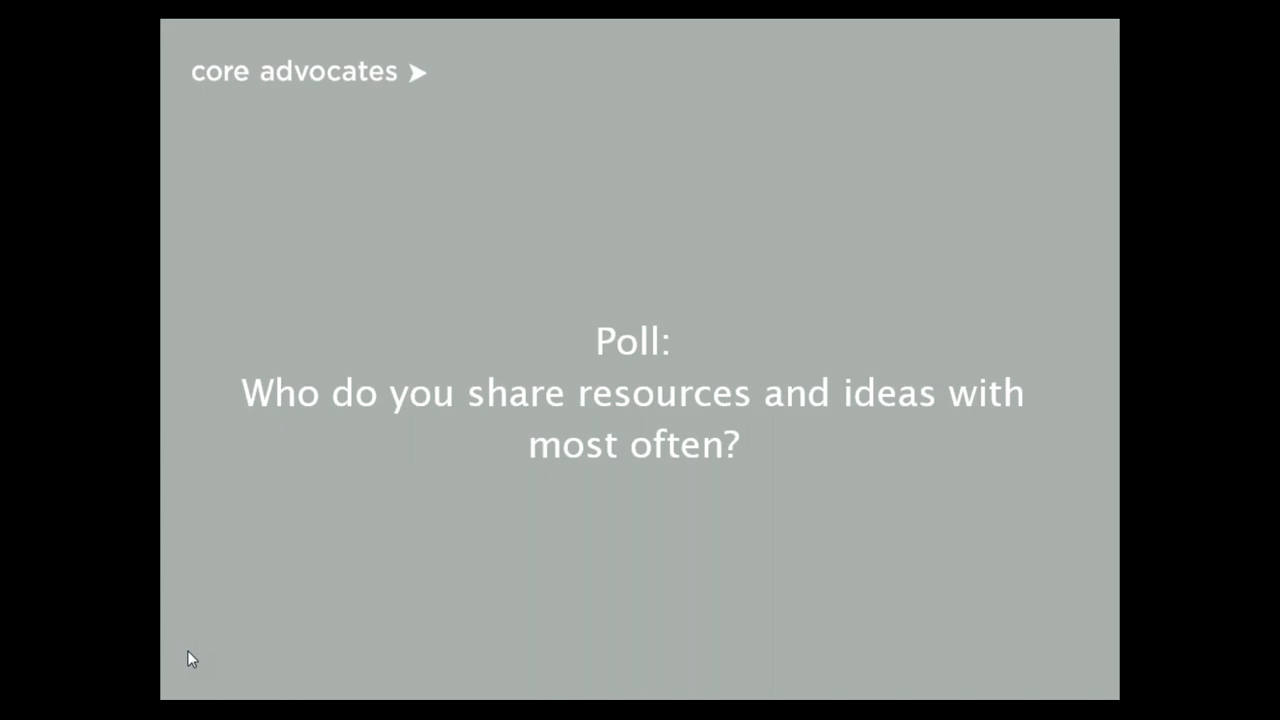 core advocates
Poll:
Who do you share resources and ideas with
most often?